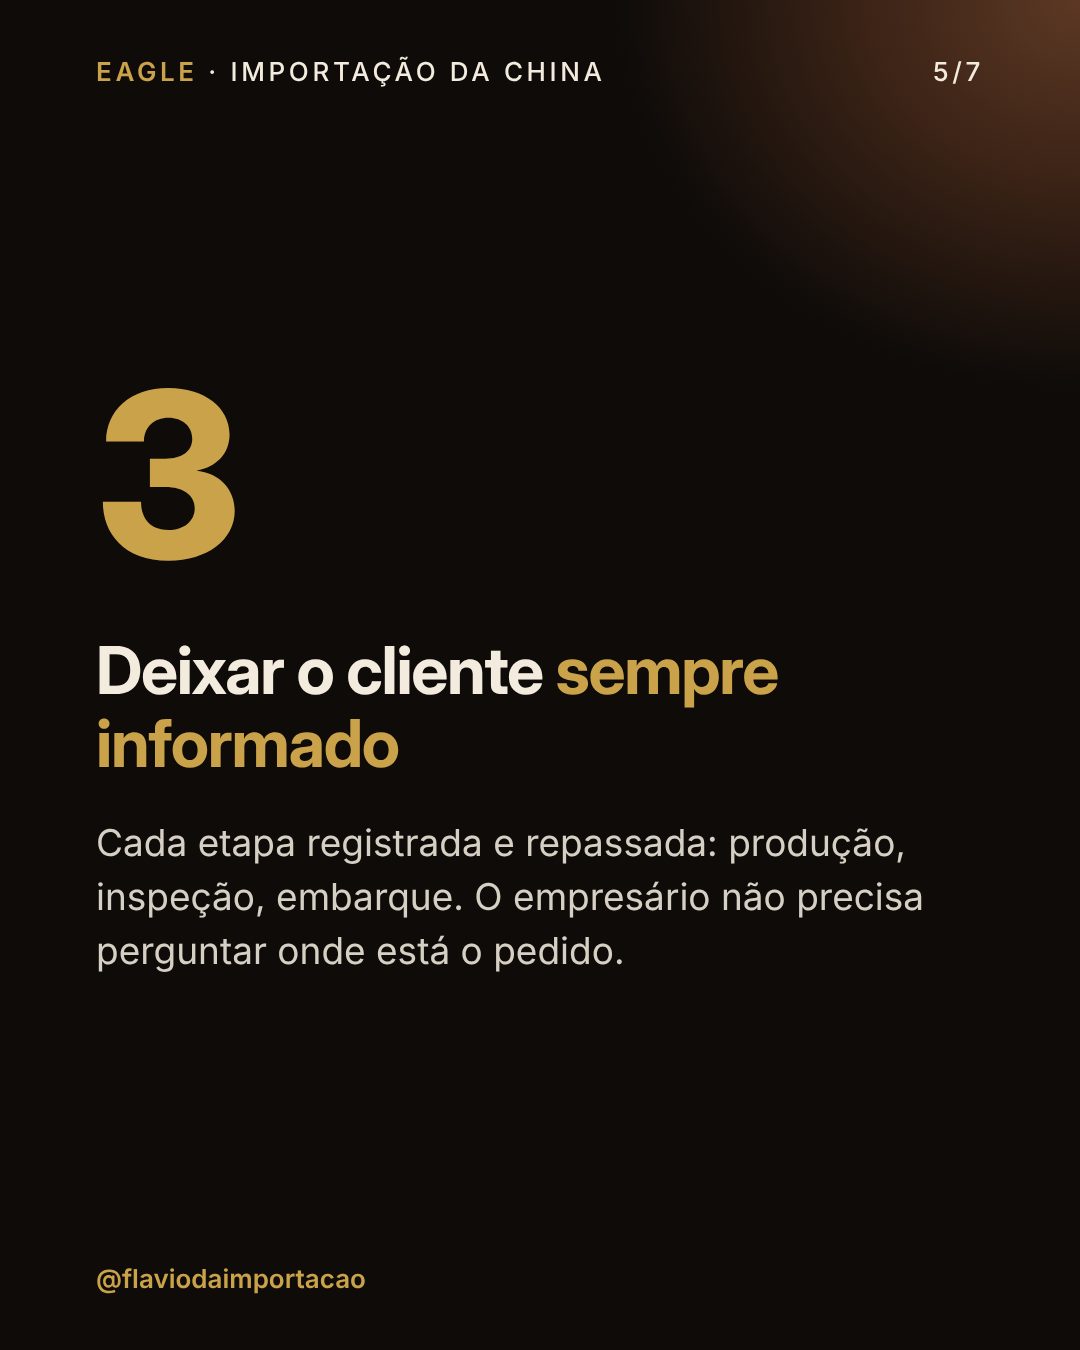 EAGLE · IMPORTAÇÃO DA CHINA
5/7
3
Deixar o cliente sempre
informado
Cada etapa registrada e repassada: produção,
inspeção, embarque. O empresário não precisa
perguntar onde está o pedido.
@flaviodaimportacao